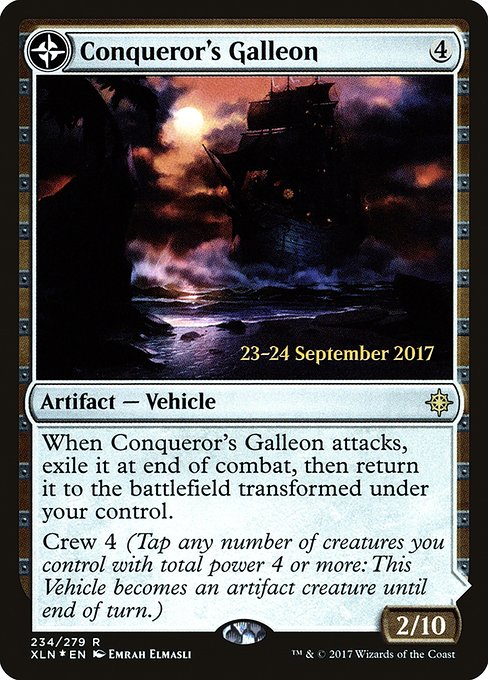 Conqueror's Galleon 4
23–24 September 2017
Artifact — Vehicle
When Conqueror's Galleon attacks,
exile it at end of combat, then return
it to the battlefield transformed under
your control.
Crew 4 (Tap any number of creatures you
control with total power 4 or more: This
Vehicle becomes an artifact creature until
end of turn.)
2/10
234/279 R
XLN ★ EN Emrah Elmasli
™ & © 2017 Wizards of the Coast